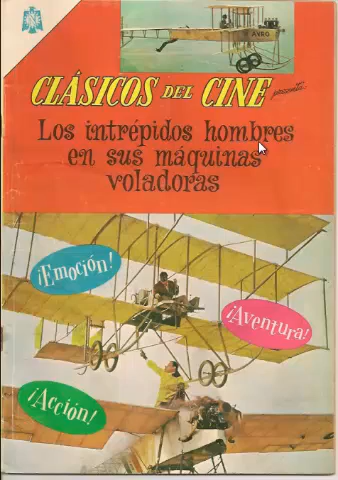 AVRO
CLÁSICOS DEL CINE presenta:
Los intrépidos hombres
en sus máquinas
voladoras
¡Emoción!
¡Aventura!
¡Acción!